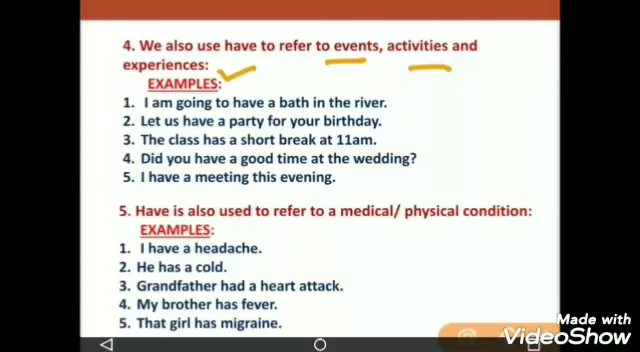 4. We also use have to refer to events, activities and
experiences:
EXAMPLES:
1. I am going to have a bath in the river.
2. Let us have a party for your birthday.
3. The class has a short break at 11am.
4. Did you have a good time at the wedding?
5. I have a meeting this evening.
5. Have is also used to refer to a medical/ physical condition:
EXAMPLES:
1. I have a headache.
2. He has a cold.
3. Grandfather had a heart attack.
4. My brother has fever.
5. That girl has migraine.
Made with
VideoShow